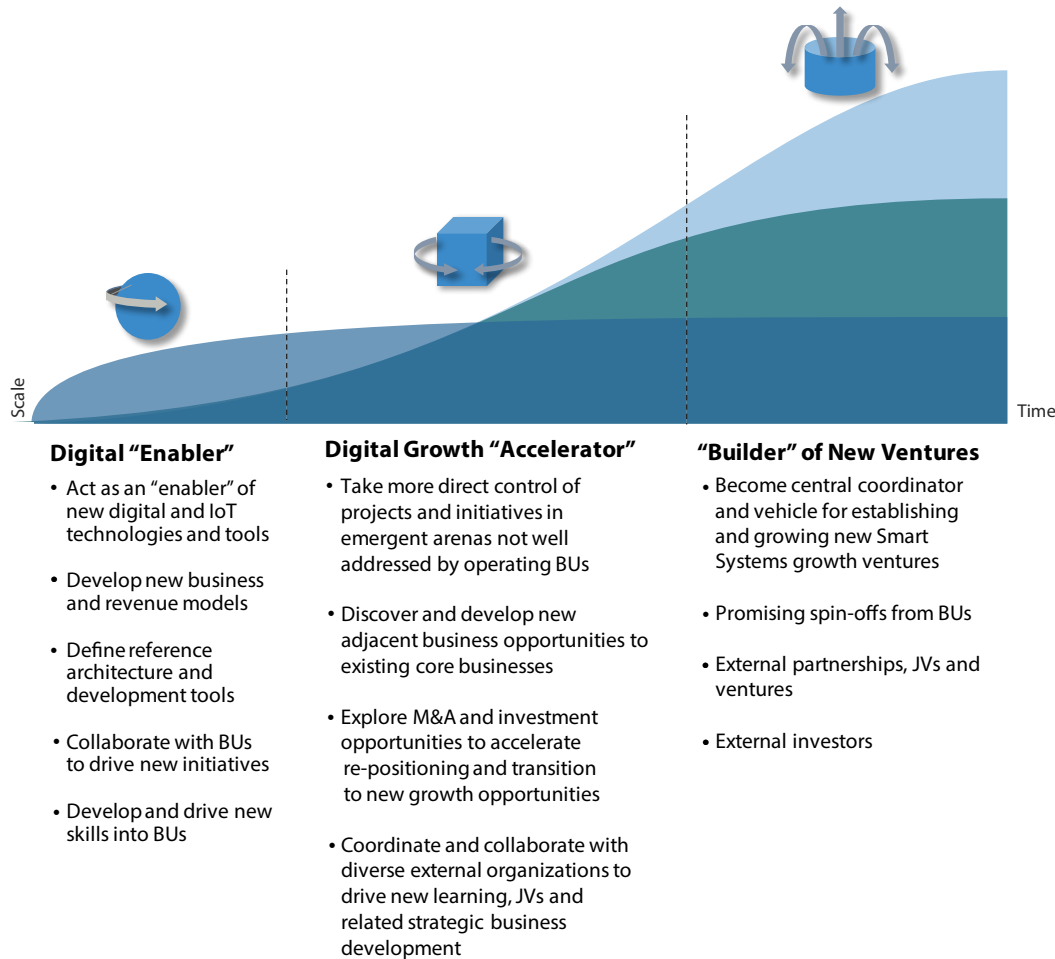 Scale
Time
Digital “Enabler”
• Act as an “enabler” of
new digital and IoT
technologies and tools
• Develop new business
and revenue models
• Define reference
architecture and
development tools
• Collaborate with BUs
to drive new initiatives
• Develop and drive new
skills into BUs
Digital Growth “Accelerator”
• Take more direct control of
projects and initiatives in
emergent arenas not well
addressed by operating BUs
• Discover and develop new
adjacent business opportunities to
existing core businesses
• Explore M&A and investment
opportunities to accelerate
re-positioning and transition
to new growth opportunities
• Coordinate and collaborate with
diverse external organizations to
drive new learning, JVs and
related strategic business
development
“Builder” of New Ventures
• Become central coordinator
and vehicle for establishing
and growing new Smart
Systems growth ventures
• Promising spin-offs from BUs
• External partnerships, JVs and
ventures
• External investors